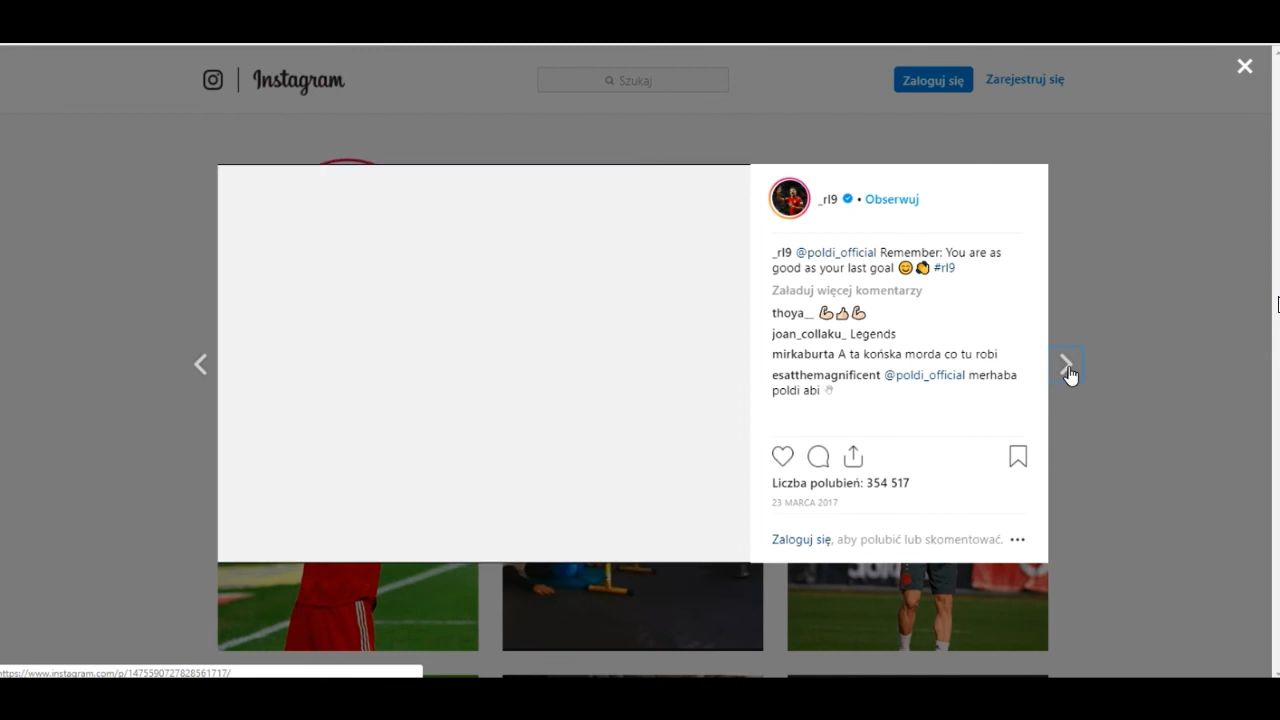 Instagram
Szukaj
Zaloguj się
Zarejestruj się
_rl9 • Obserwuj
_rl9 @poldi_official Remember: You are as
good as your last goal 😊👏 #rl9
Załaduj więcej komentarzy
thoya__ 💪🏻👍🏻💪🏻
joan_collaku_ Legends
mirkaburta A ta końska morda co tu robi
esatthemagnificent @poldi_official merhaba
poldi abi
Liczba polubień: 354 517
23 MARCA 2017
Zaloguj się, aby polubić lub skomentować.
https://www.instagram.com/p/1475590727828561717/